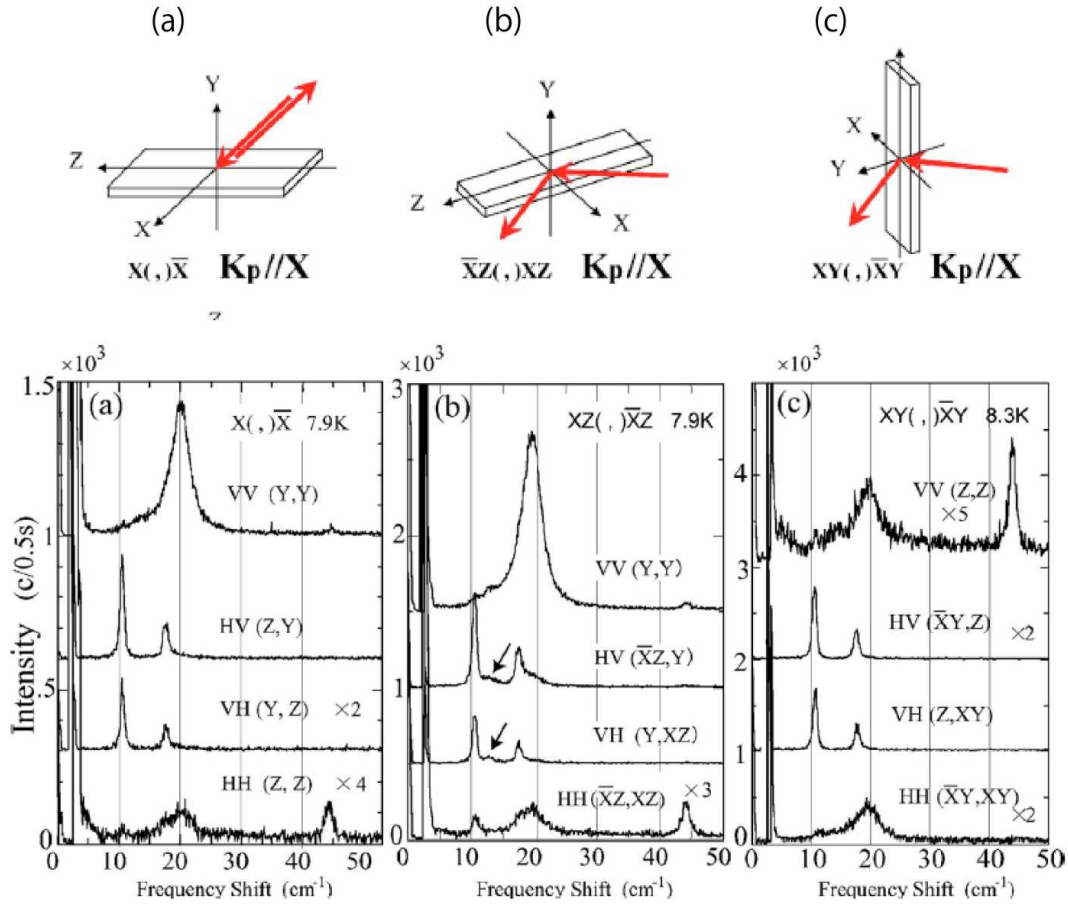 (a) (b) (c)
Y Y
Z X Z X X Y
X(,)X̅ Kp//X X̅Z(,)XZ Kp//X XY(,)X̅Y Kp//X
×10³ ×10³ ×10³
(a) X(,)X̅ 7.9K
VV (Y,Y)
HV (Z,Y)
VH (Y,Z) ×2
HH (Z,Z) ×4
1.5
1
0.5
0
Intensity (c/0.5s)
0 10 20 30 40 50
Frequency Shift (cm⁻¹)
(b) XZ(,)X̅Z 7.9K
VV (Y,Y)
HV (X̅Z,Y)
VH (Y,XZ)
HH (X̅Z,XZ) ×3
3
2
1
0
0 10 20 30 40 50
Frequency Shift (cm⁻¹)
(c) XY(,)X̅Y 8.3K
VV (Z,Z)
×5
HV (X̅Y,Z) ×2
VH (Z,XY)
HH (X̅Y,XY)
×2
4
3
2
1
0
0 10 20 30 40 50
Frequency Shift (cm⁻¹)